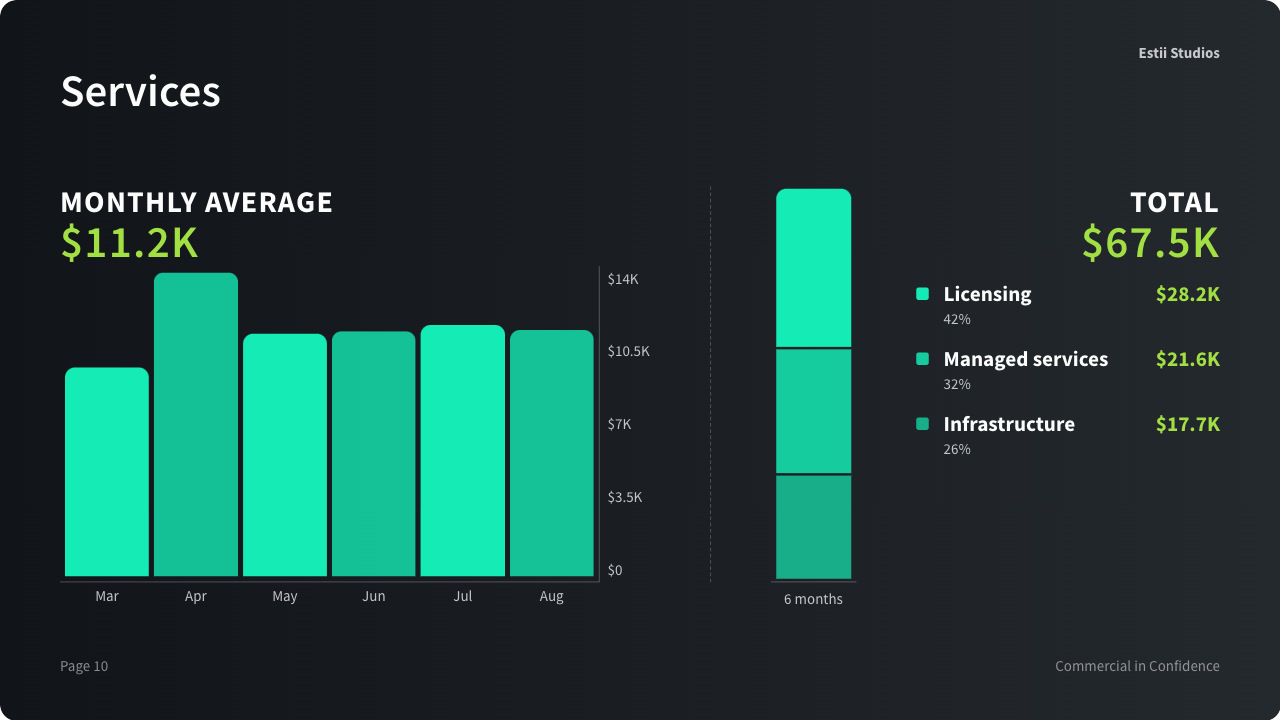 Estii Studios
Services
MONTHLY AVERAGE
$11.2K
$14K
$10.5K
$7K
$3.5K
$0
Mar Apr May Jun Jul Aug
6 months
TOTAL
$67.5K
Licensing $28.2K
42%
Managed services $21.6K
32%
Infrastructure $17.7K
26%
Page 10
Commercial in Confidence